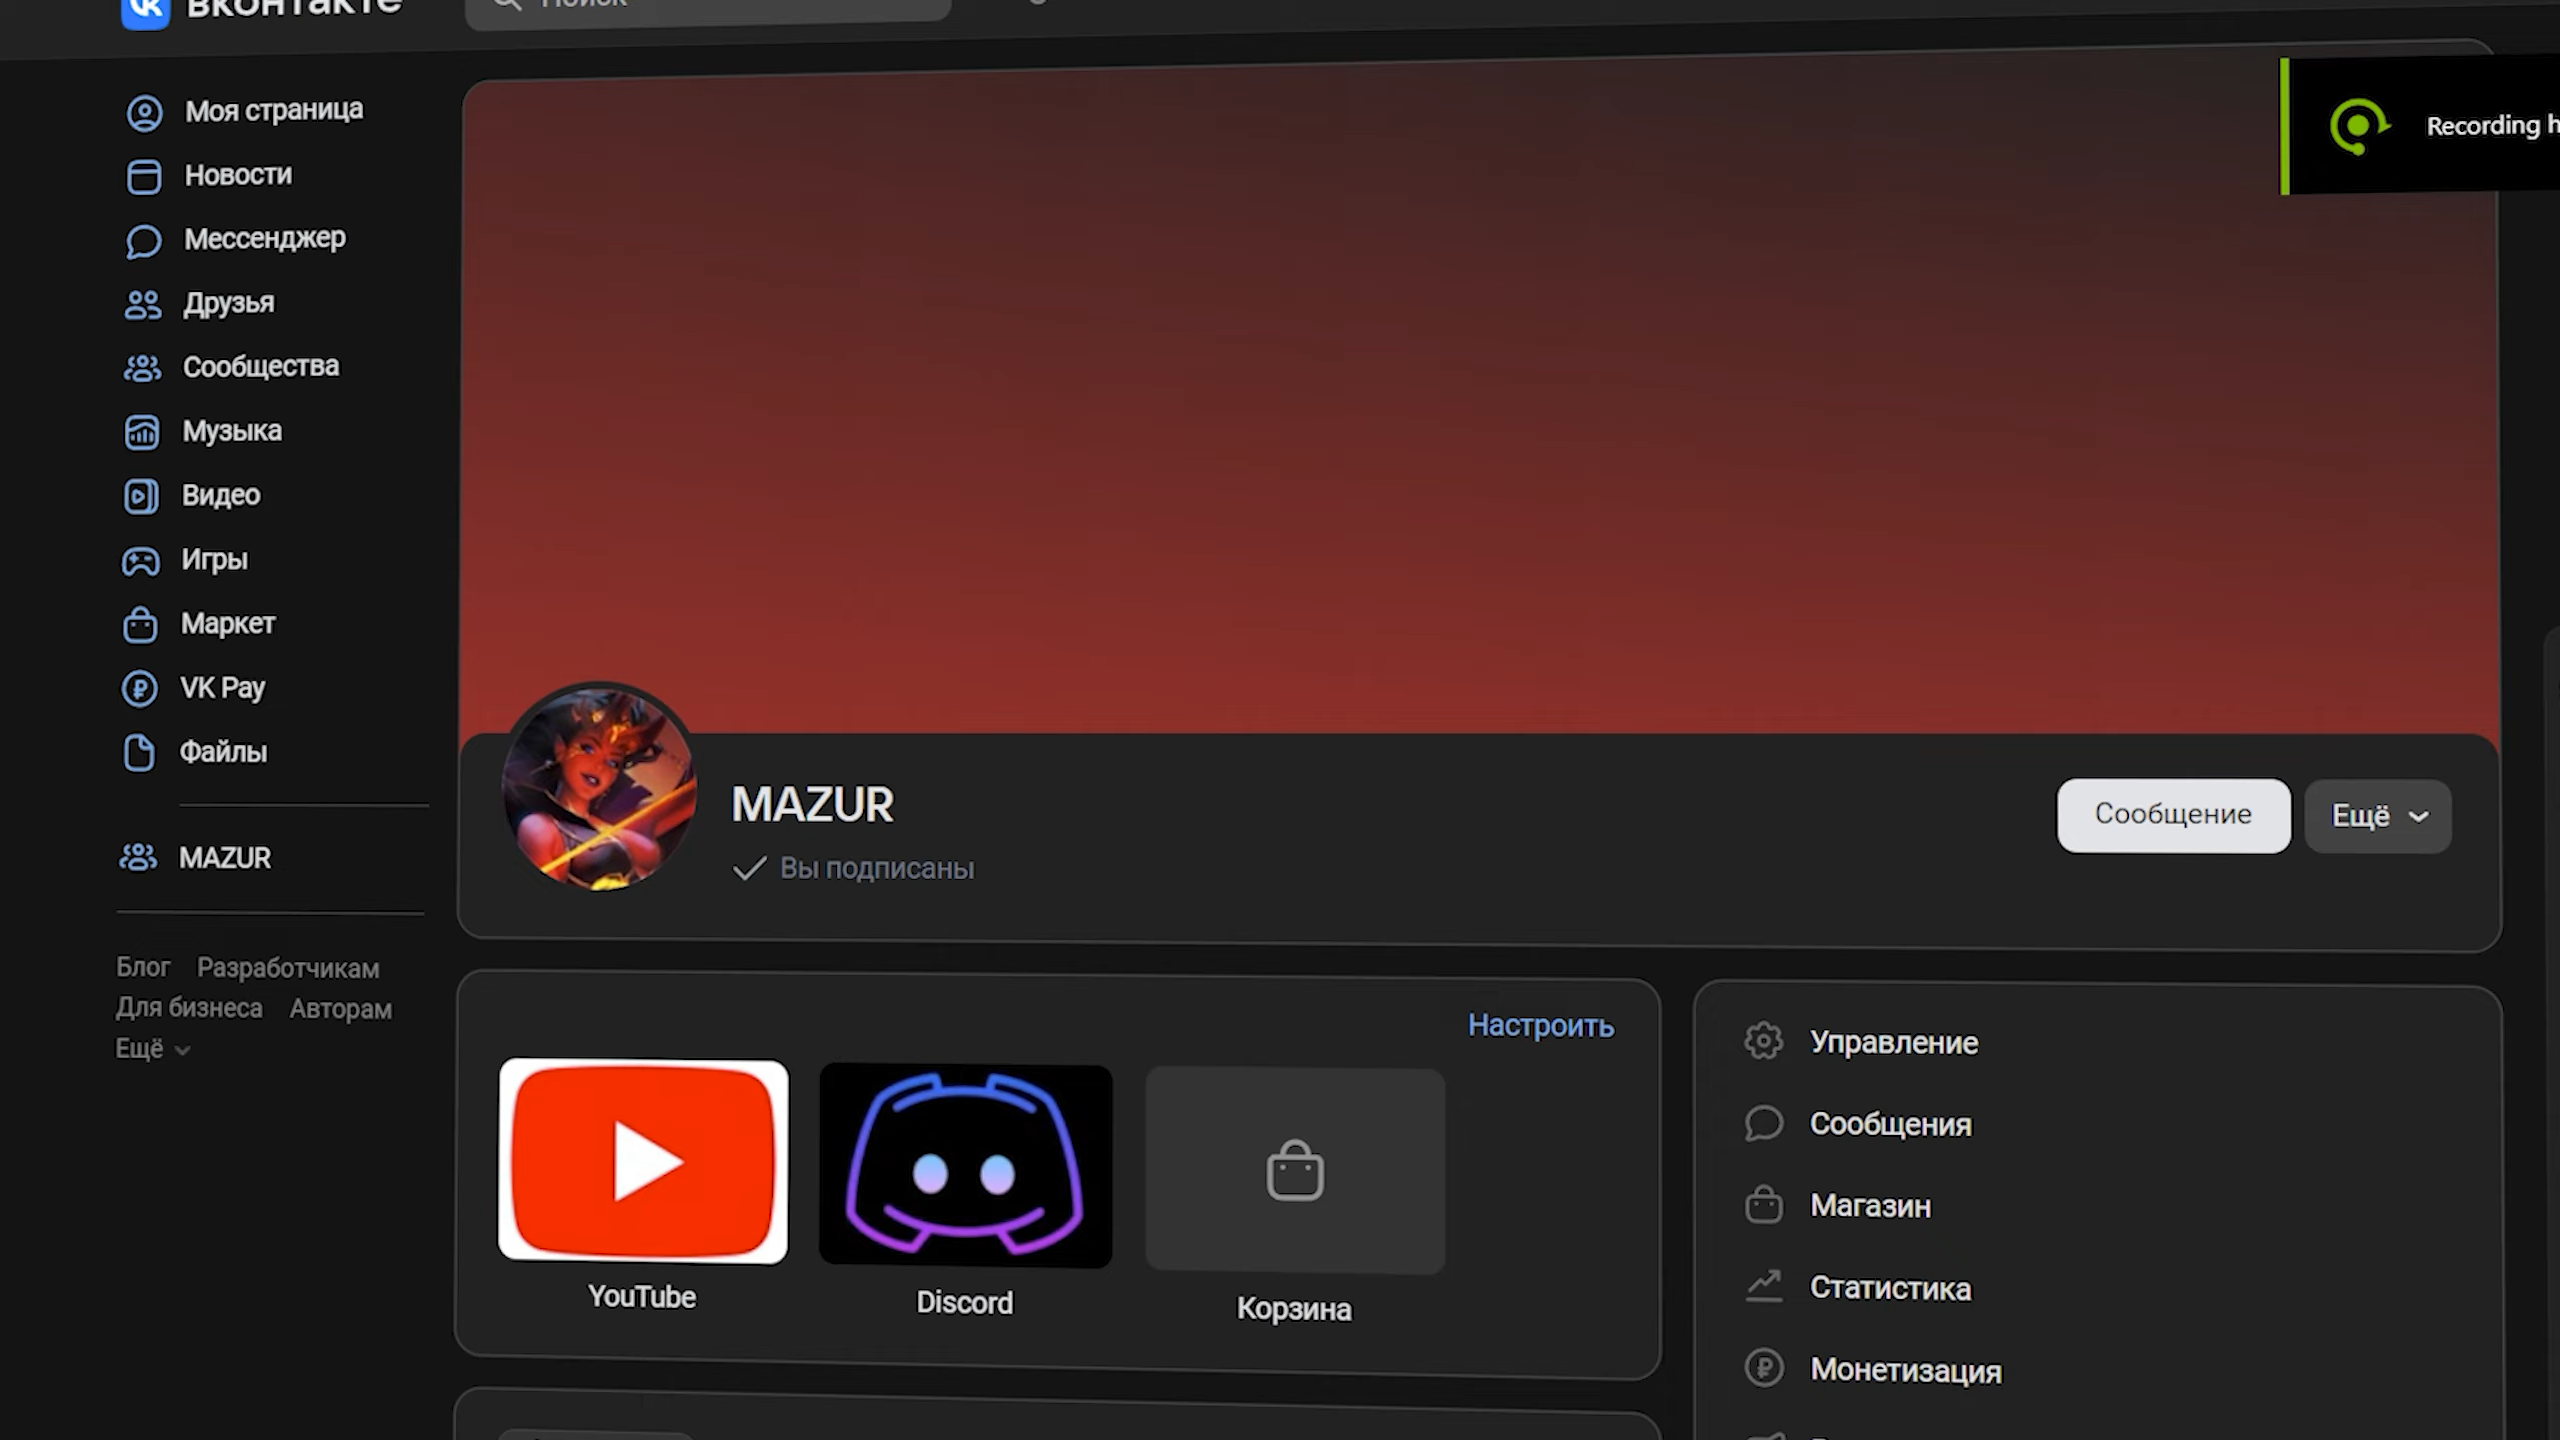 вконтакте
Поиск
Recording
Моя страница
Новости
Мессенджер
Друзья
Сообщества
Музыка
Видео
Игры
Маркет
VK Pay
Файлы
MAZUR
Блог Разработчикам
Для бизнеса Авторам
Ещё
MAZUR
Вы подписаны
Сообщение
Ещё
Настроить
YouTube
Discord
Корзина
Управление
Сообщения
Магазин
Статистика
Монетизация